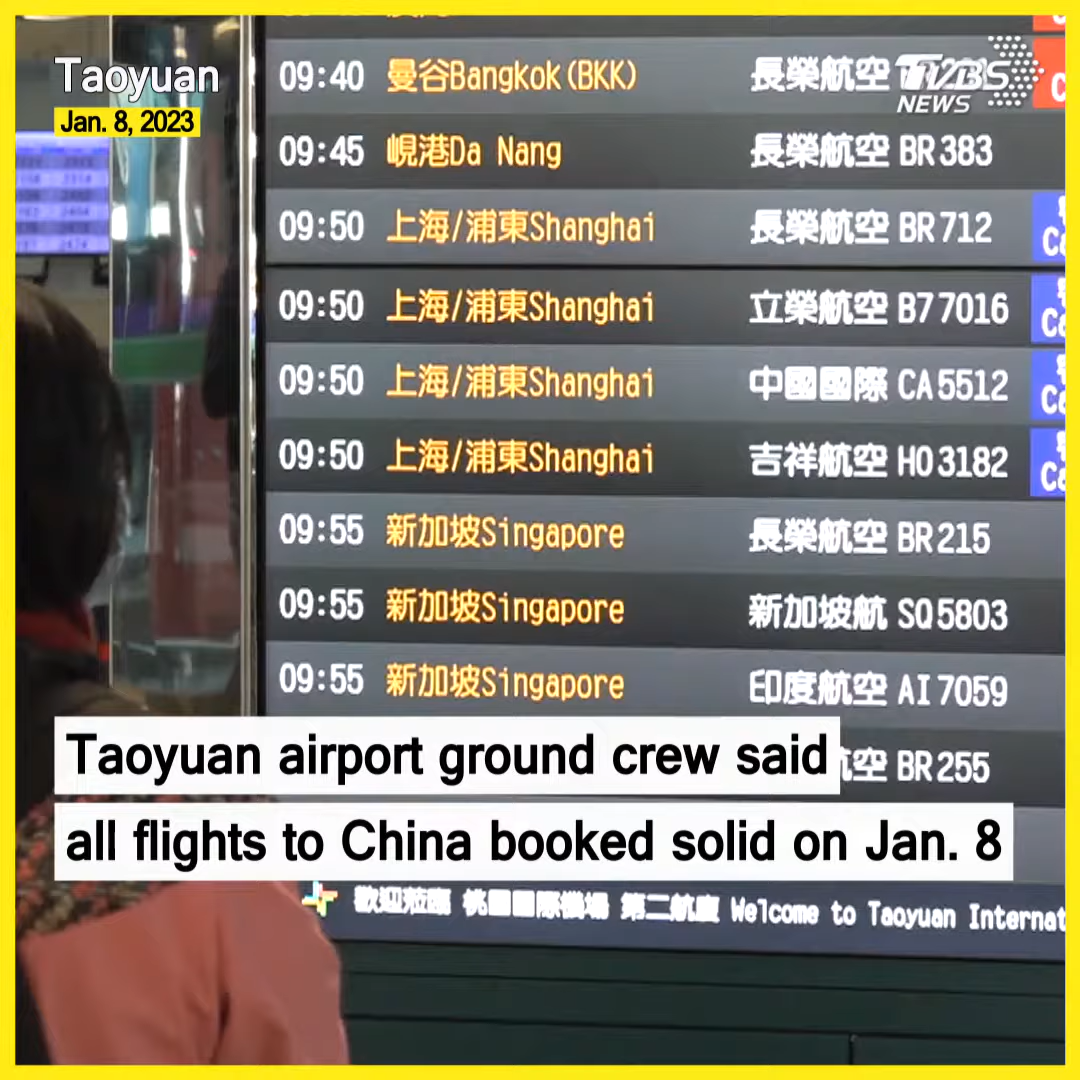 Taoyuan
Jan. 8, 2023
TVBS
NEWS
09:40 曼谷Bangkok(BKK) 長榮航空
09:45 峴港Da Nang 長榮航空 BR383
09:50 上海/浦東Shanghai 長榮航空 BR712
09:50 上海/浦東Shanghai 立榮航空 B77016
09:50 上海/浦東Shanghai 中國國際 CA5512
09:50 上海/浦東Shanghai 吉祥航空 HO3182
09:55 新加坡Singapore 長榮航空 BR215
09:55 新加坡Singapore 新加坡航 SQ5803
09:55 新加坡Singapore 印度航空 AI7059
航空 BR255
Taoyuan airport ground crew said
all flights to China booked solid on Jan. 8
歡迎蒞臨 桃園國際機場 第二航廈 Welcome to Taoyuan Internat